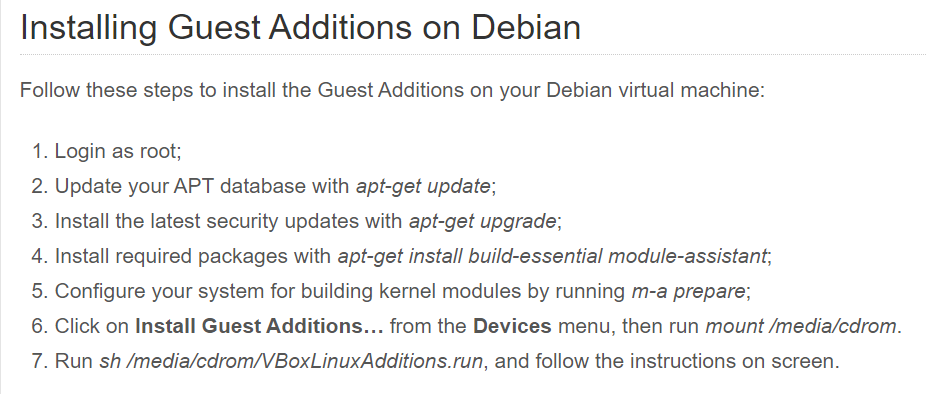 Installing Guest Additions on Debian
Follow these steps to install the Guest Additions on your Debian virtual machine:
1. Login as root;
2. Update your APT database with apt-get update;
3. Install the latest security updates with apt-get upgrade;
4. Install required packages with apt-get install build-essential module-assistant;
5. Configure your system for building kernel modules by running m-a prepare;
6. Click on Install Guest Additions… from the Devices menu, then run mount /media/cdrom.
7. Run sh /media/cdrom/VBoxLinuxAdditions.run, and follow the instructions on screen.